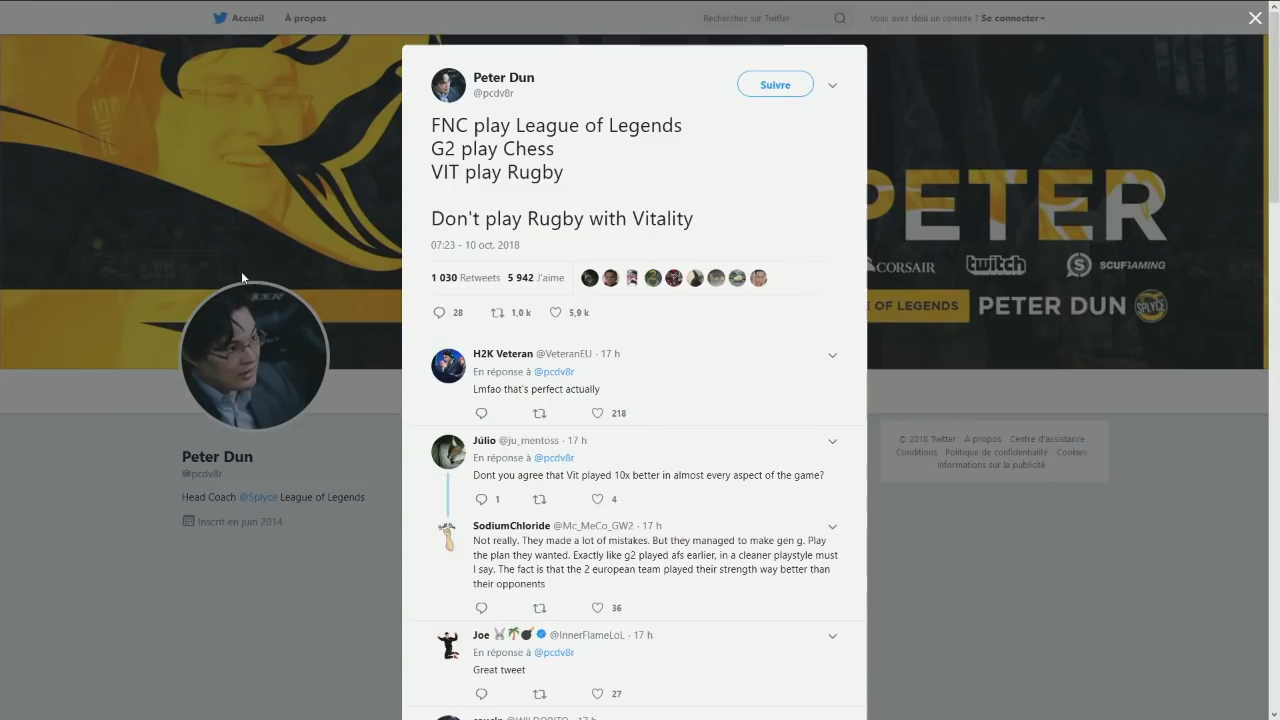 Accueil À propos
Recherchez sur Twitter
Vous avez déjà un compte ? Se connecter
Peter Dun
@pcdv8r
Suivre
FNC play League of Legends
G2 play Chess
VIT play Rugby
Don't play Rugby with Vitality
07:23 - 10 oct. 2018
1 030 Retweets 5 942 J'aime
28 1,0 k 5,9 k
H2K Veteran @VeteranEU · 17 h
En réponse à @pcdv8r
Lmfao that's perfect actually
218
Júlio @ju_mentoss · 17 h
En réponse à @pcdv8r
Dont you agree that Vit played 10x better in almost every aspect of the game?
1 4
SodiumChloride @Mc_MeCo_GW2 · 17 h
Not really. They made a lot of mistakes. But they managed to make gen g. Play
the plan they wanted. Exactly like g2 played afs earlier, in a cleaner playstyle must
I say. The fact is that the 2 european team played their strength way better than
their opponents
36
Joe @InnerFlameLoL · 17 h
En réponse à @pcdv8r
Great tweet
27
PETER
CORSAIR twitch SCUFGAMING
E OF LEGENDS PETER DUN SPLYCE
Peter Dun
@pcdv8r
Head Coach @Splyce League of Legends
Inscrit en juin 2014
© 2018 Twitter À propos Centre d'assistance
Conditions Politique de confidentialité Cookies
Informations sur la publicité